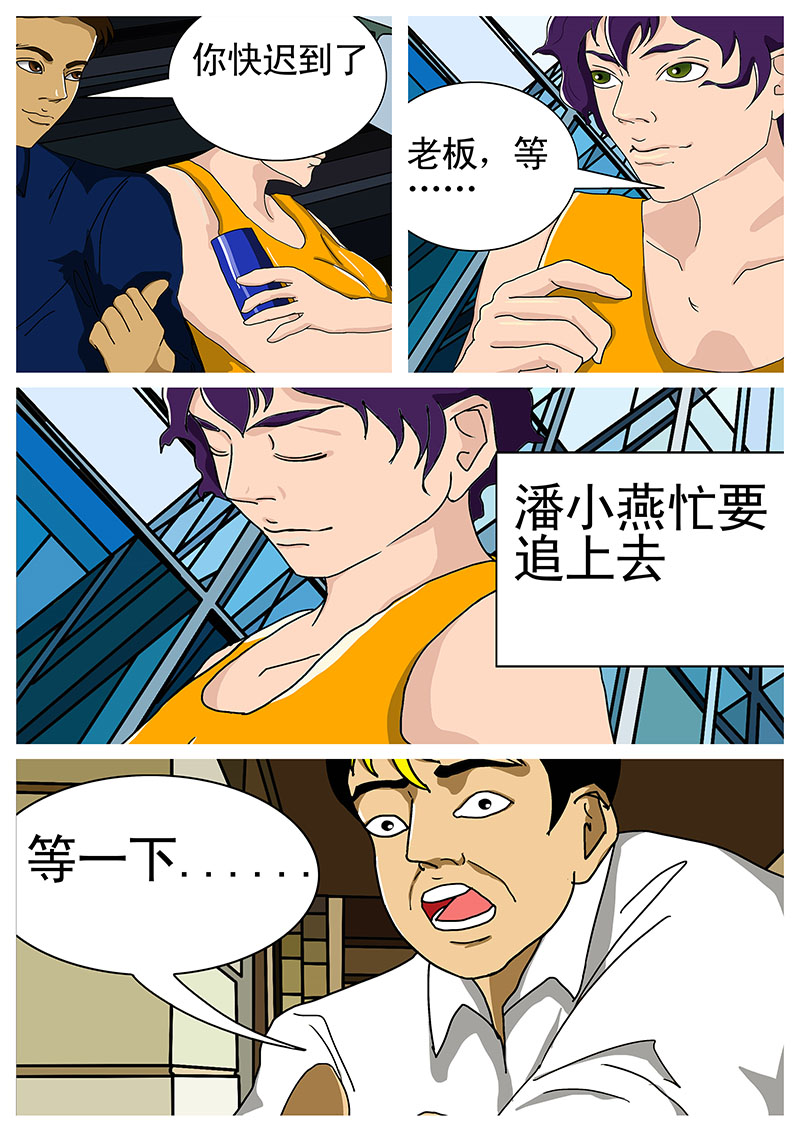 你快迟到了
老板，等
……
潘小燕忙要
追上去
等一下......